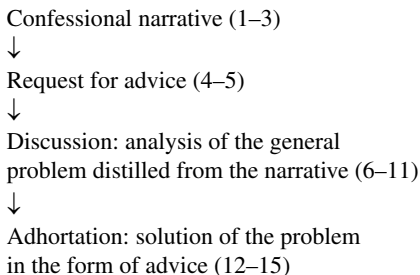 Confessional narrative (1–3)
↓
Request for advice (4–5)
↓
Discussion: analysis of the general
problem distilled from the narrative (6–11)
↓
Adhortation: solution of the problem
in the form of advice (12–15)